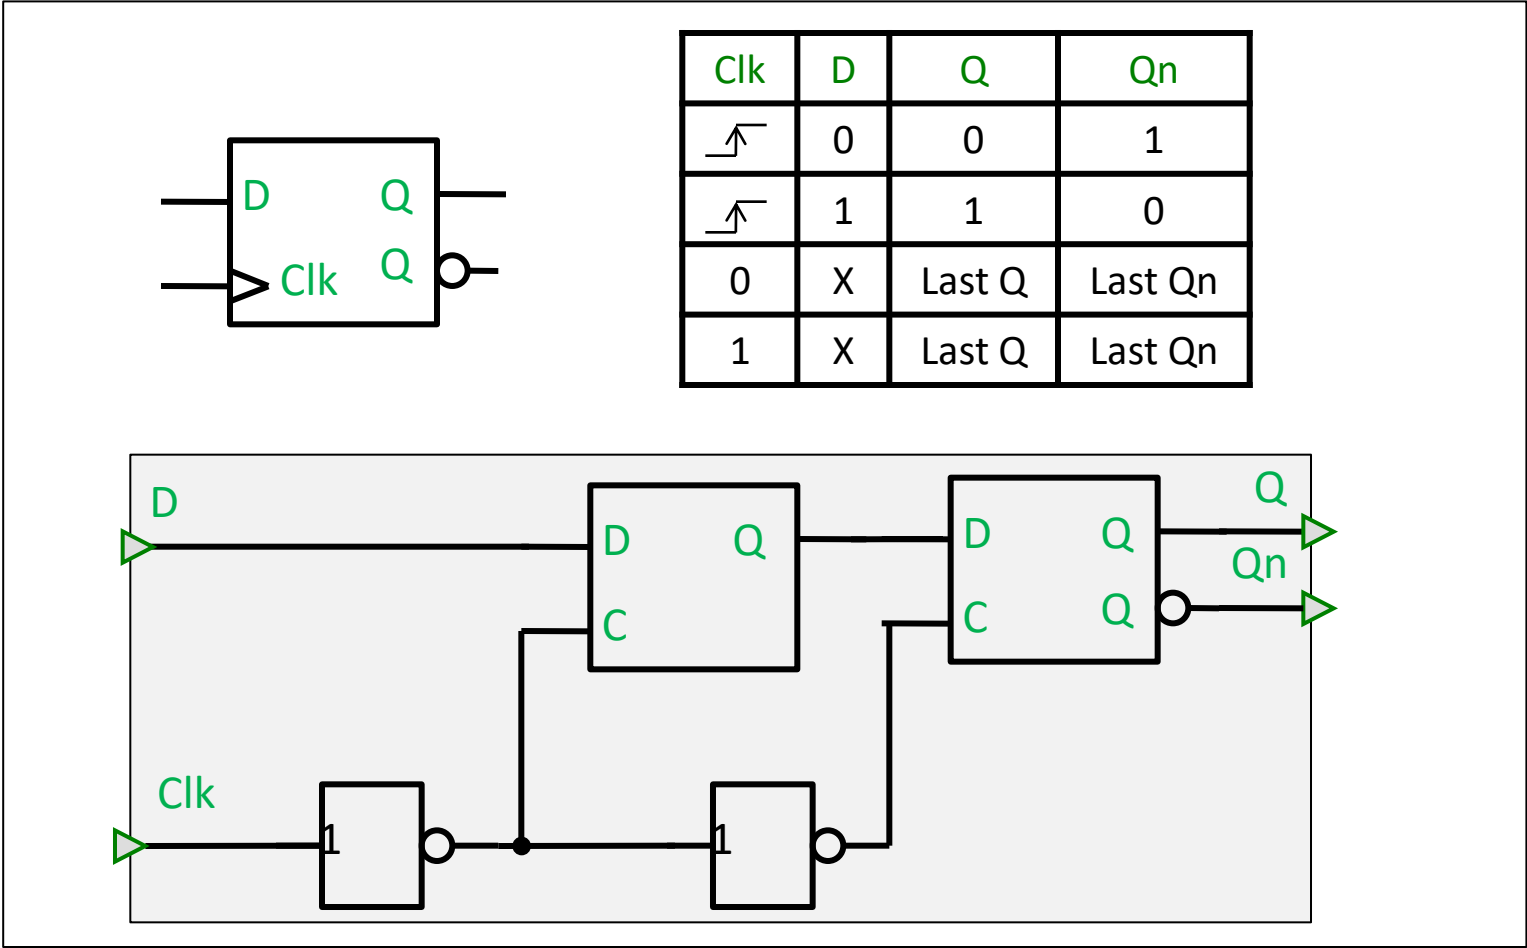 Clk D Q Qn
0 0 1
1 1 0
0 X Last Q Last Qn
1 X Last Q Last Qn
D Q
Clk Q
D
Q
Qn
D Q
D Q
C
C Q
Clk
1
1